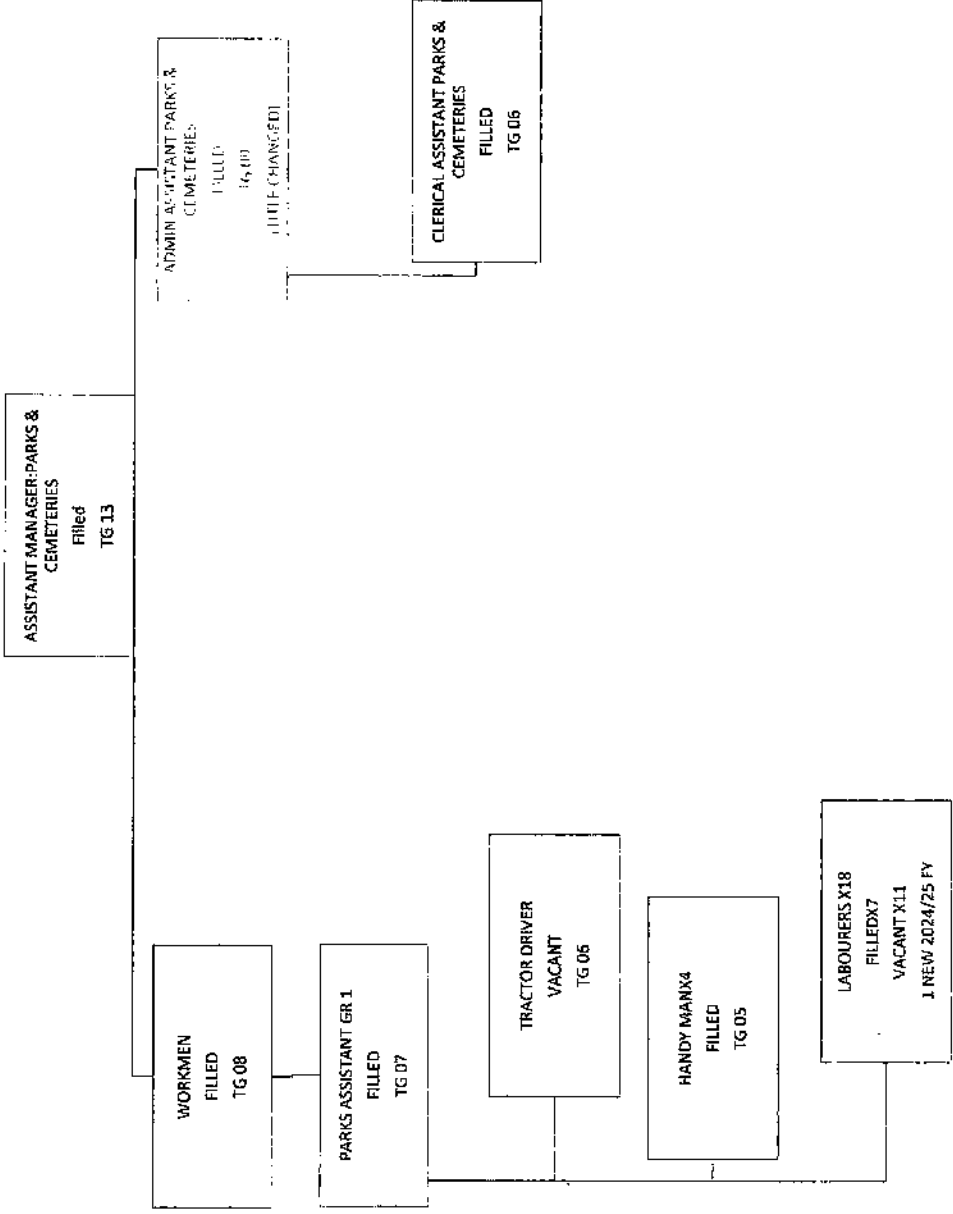 ASSISTANT MANAGER:PARKS &
CEMETERIES
Filled
TG 13
WORKMEN
FILLED
TG 08
ADMIN ASSISTANT PARKS &
CEMETERIES
FILLED
(TITLE CHANGED)
PARKS ASSISTANT GR 1
FILLED
TG 07
CLERICAL ASSISTANT PARKS &
CEMETERIES
FILLED
TG 06
TRACTOR DRIVER
VACANT
TG 06
HANDY MANX4
FILLED
TG 05
LABOURERS X18
FILLEDX7
VACANT X11
1 NEW 2024/25 FY